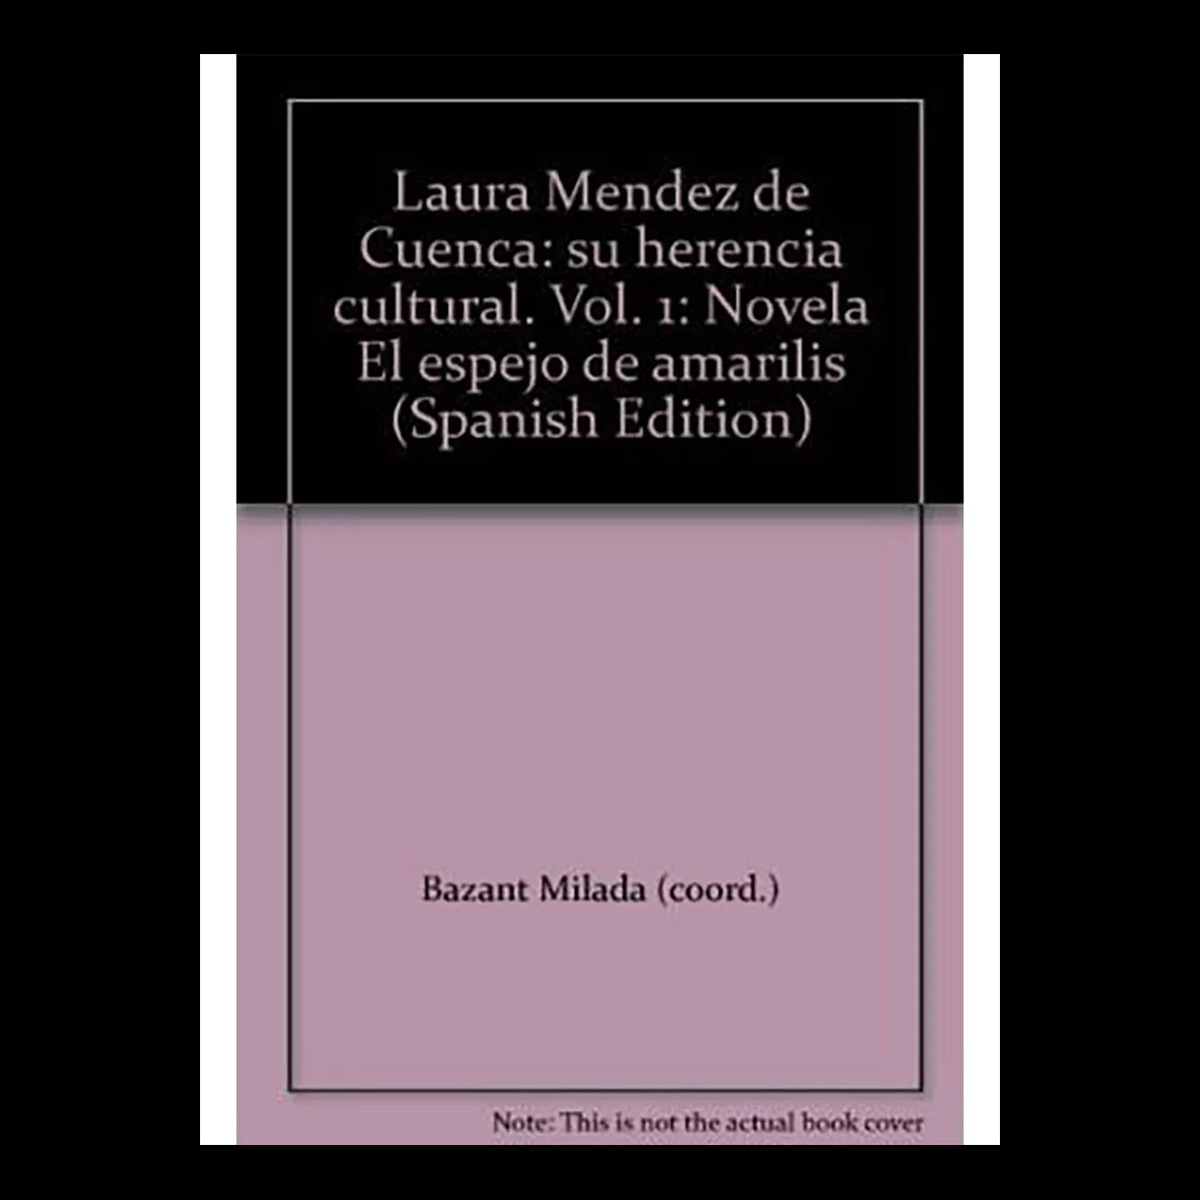 Laura Mendez de
Cuenca: su herencia
cultural. Vol. 1: Novela
El espejo de amarilis
(Spanish Edition)
Bazant Milada (coord.)
Note: This is not the actual book cover